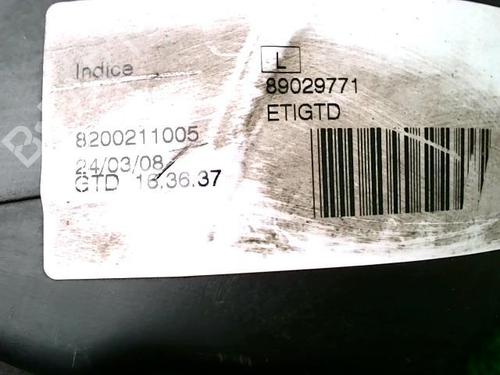 Indice
8200211005
24/03/08
GTD 16.36.37
L
89029771
ETIGTD